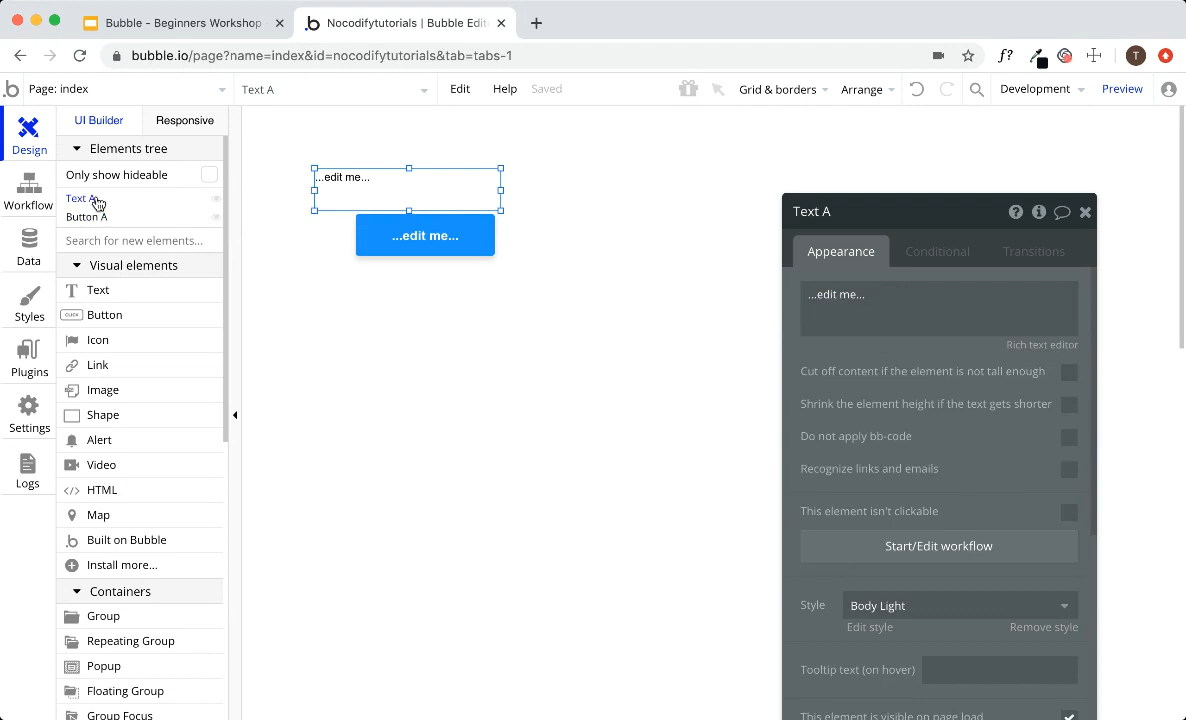 Bubble - Beginners Workshop
Nocodifytutorials | Bubble Edit
bubble.io/page?name=index&id=nocodifytutorials&tab=tabs-1
f?
T
Page: index
Text A
Edit
Help
Saved
Grid & borders
Arrange
Development
Preview
Design
Workflow
Data
Styles
Plugins
Settings
Logs
UI Builder
Responsive
Elements tree
Only show hideable
Text A
Button A
Search for new elements...
Visual elements
Text
CLICK
Button
Icon
Link
Image
Shape
Alert
Video
HTML
Map
Built on Bubble
Install more...
Containers
Group
Repeating Group
Popup
Floating Group
Group Focus
...edit me...
...edit me...
Text A
Appearance
Conditional
Transitions
...edit me...
Rich text editor
Cut off content if the element is not tall enough
Shrink the element height if the text gets shorter
Do not apply bb-code
Recognize links and emails
This element isn't clickable
Start/Edit workflow
Style
Body Light
Edit style
Remove style
Tooltip text (on hover)
This element is visible on page load